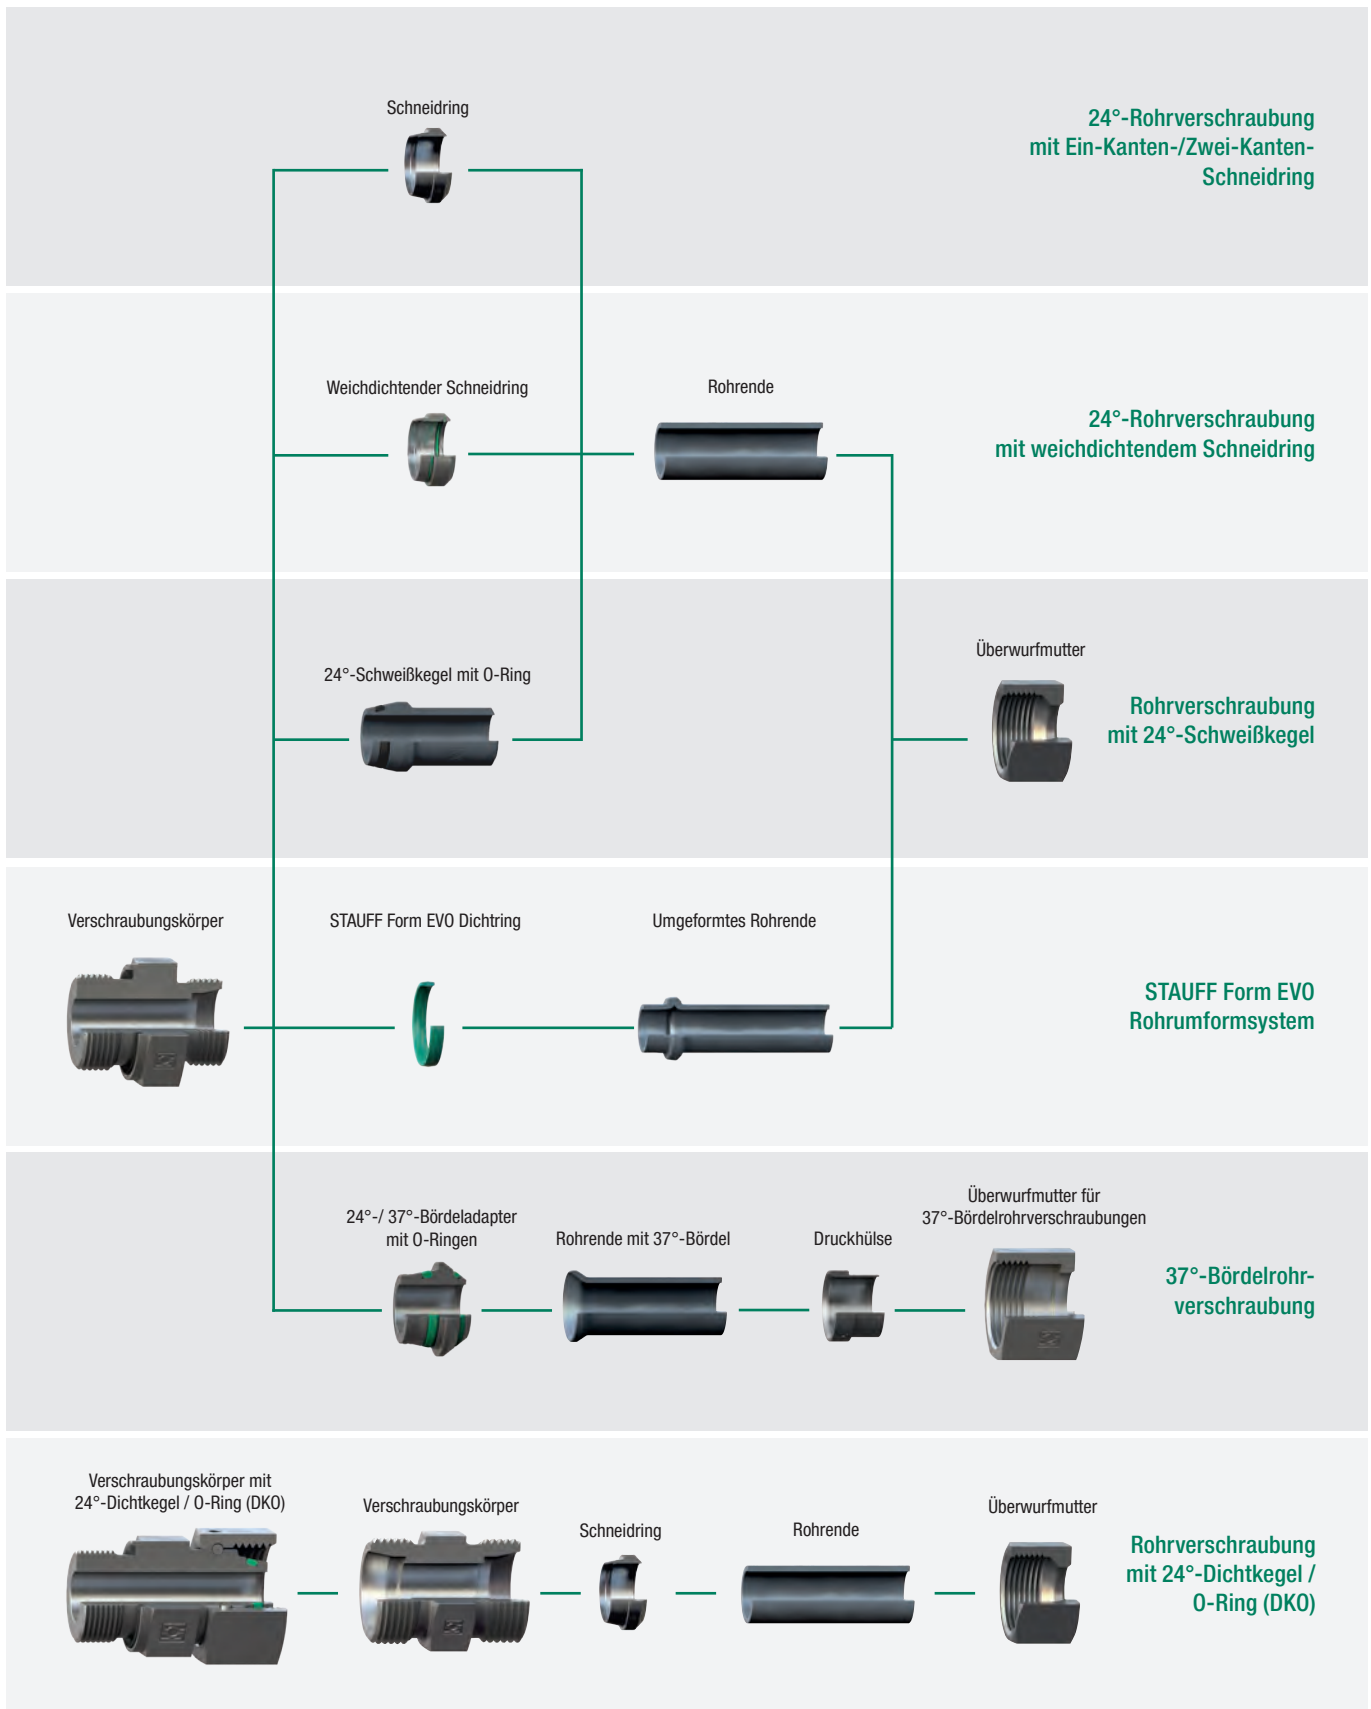 Schneidring
24°-Rohrverschraubung
mit Ein-Kanten-/Zwei-Kanten-
Schneidring
Weichdichtender Schneidring
Rohrende
24°-Rohrverschraubung
mit weichdichtendem Schneidring
24°-Schweißkegel mit O-Ring
Überwurfmutter
Rohrverschraubung
mit 24°-Schweißkegel
Verschraubungskörper
STAUFF Form EVO Dichtring
Umgeformtes Rohrende
STAUFF Form EVO
Rohrumformsystem
24°-/ 37°-Bördeladapter
mit O-Ringen
Rohrende mit 37°-Bördel
Druckhülse
Überwurfmutter für
37°-Bördelrohrverschraubungen
37°-Bördelrohr-
verschraubung
Verschraubungskörper mit
24°-Dichtkegel / O-Ring (DKO)
Verschraubungskörper
Schneidring
Rohrende
Überwurfmutter
Rohrverschraubung
mit 24°-Dichtkegel /
O-Ring (DKO)